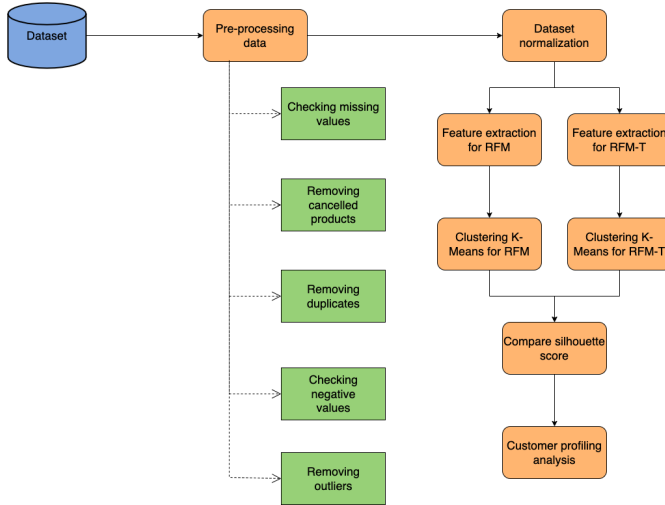 Dataset
Pre-processing
data
Dataset
normalization
Checking missing
values
Removing
cancelled
products
Removing
duplicates
Checking
negative
values
Removing
outliers
Feature extraction
for RFM
Feature extraction
for RFM-T
Clustering K-
Means for RFM
Clustering K-
Means for RFM-T
Compare silhouette
score
Customer profiling
analysis